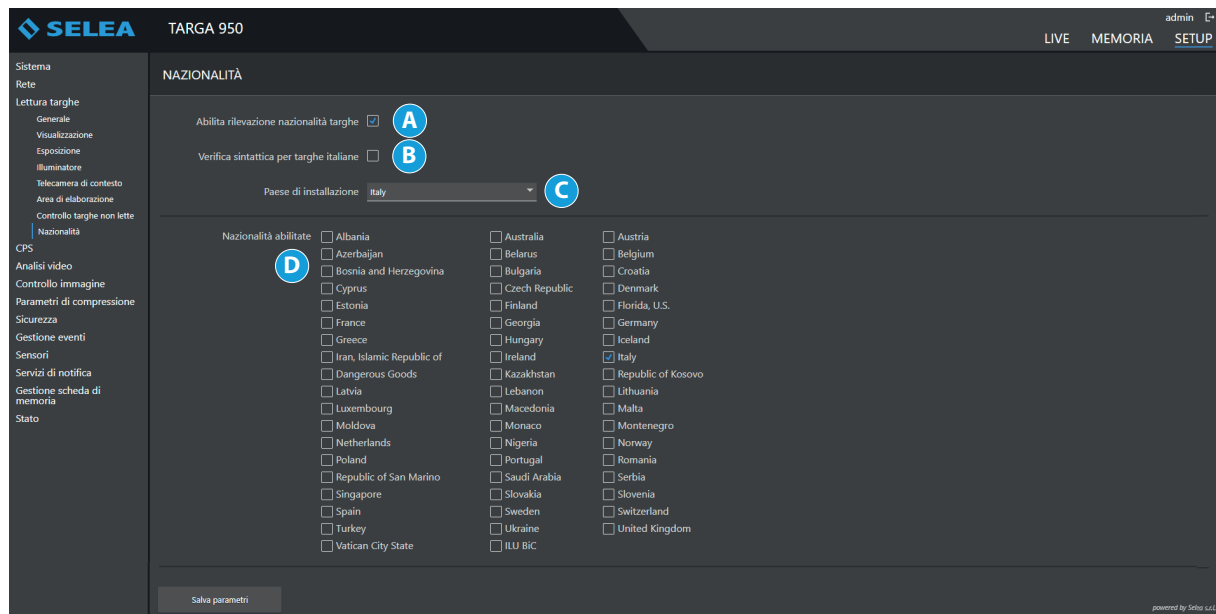 SELEA
TARGA 950
admin
LIVE MEMORIA SETUP
Sistema
Rete
Lettura targhe
Generale
Visualizzazione
Esposizione
Illuminatore
Telecamera di contesto
Area di elaborazione
Controllo targhe non lette
Nazionalità
CPS
Analisi video
Controllo immagine
Parametri di compressione
Sicurezza
Gestione eventi
Sensori
Servizi di notifica
Gestione scheda di
memoria
Stato
NAZIONALITÀ
Abilita rilevazione nazionalità targhe A
Verifica sintattica per targhe italiane B
Paese di installazione Italy C
Nazionalità abilitate
D
Albania Australia Austria
Azerbaijan Belarus Belgium
Bosnia and Herzegovina Bulgaria Croatia
Cyprus Czech Republic Denmark
Estonia Finland Florida, U.S.
France Georgia Germany
Greece Hungary Iceland
Iran, Islamic Republic of Ireland Italy
Dangerous Goods Kazakhstan Republic of Kosovo
Latvia Lebanon Lithuania
Luxembourg Macedonia Malta
Moldova Monaco Montenegro
Netherlands Nigeria Norway
Poland Portugal Romania
Republic of San Marino Saudi Arabia Serbia
Singapore Slovakia Slovenia
Spain Sweden Switzerland
Turkey Ukraine United Kingdom
Vatican City State ILU BiC
Salva parametri
powered by Selea s.r.l.